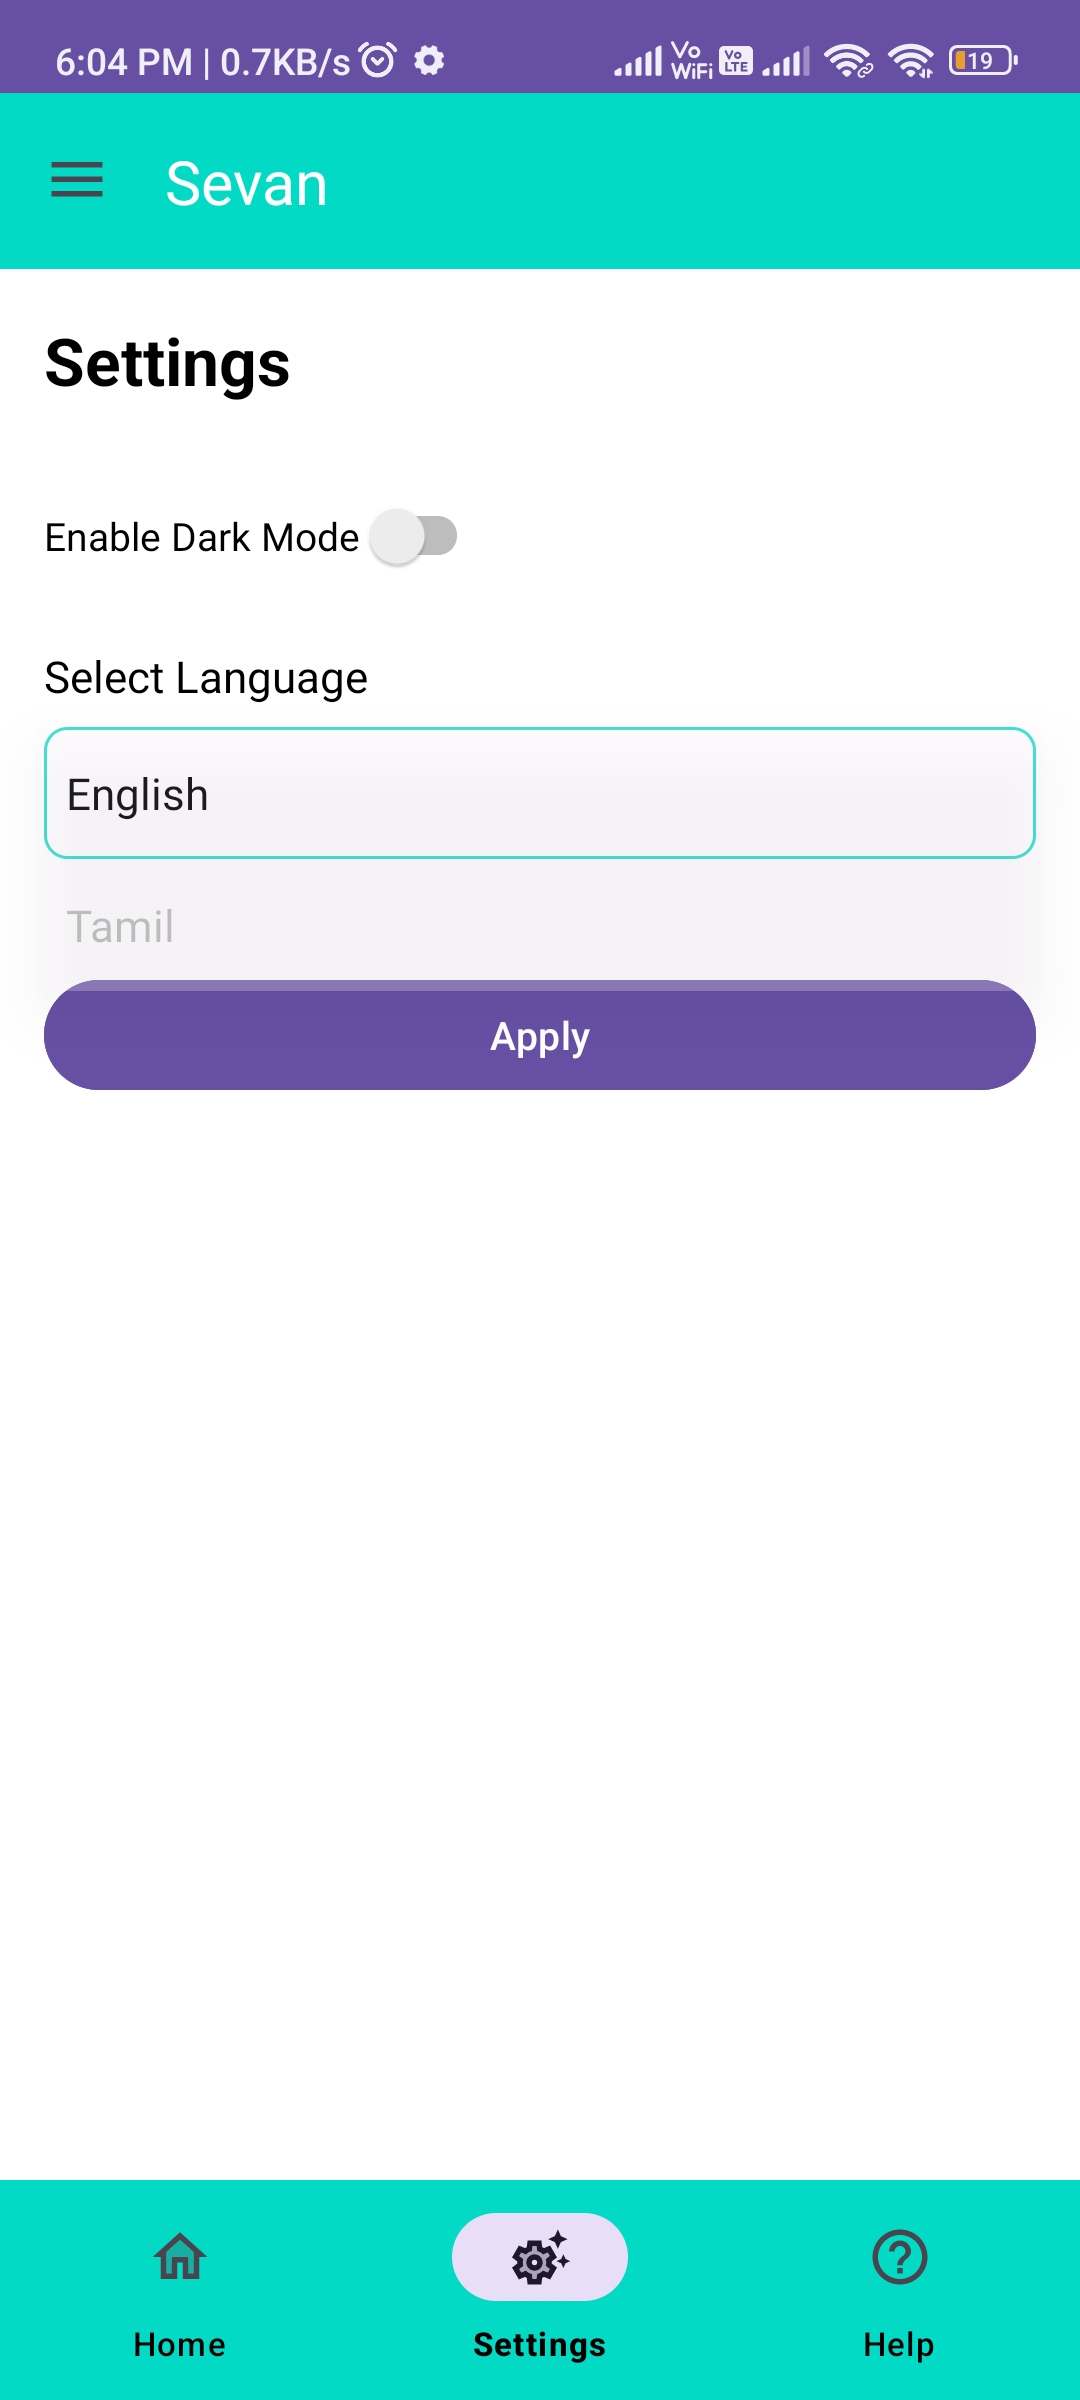 6:04 PM | 0.7KB/s Vo WiFi Vo LTE 19
Sevan
Settings
Enable Dark Mode
Select Language
English
Tamil
Apply
Home Settings Help